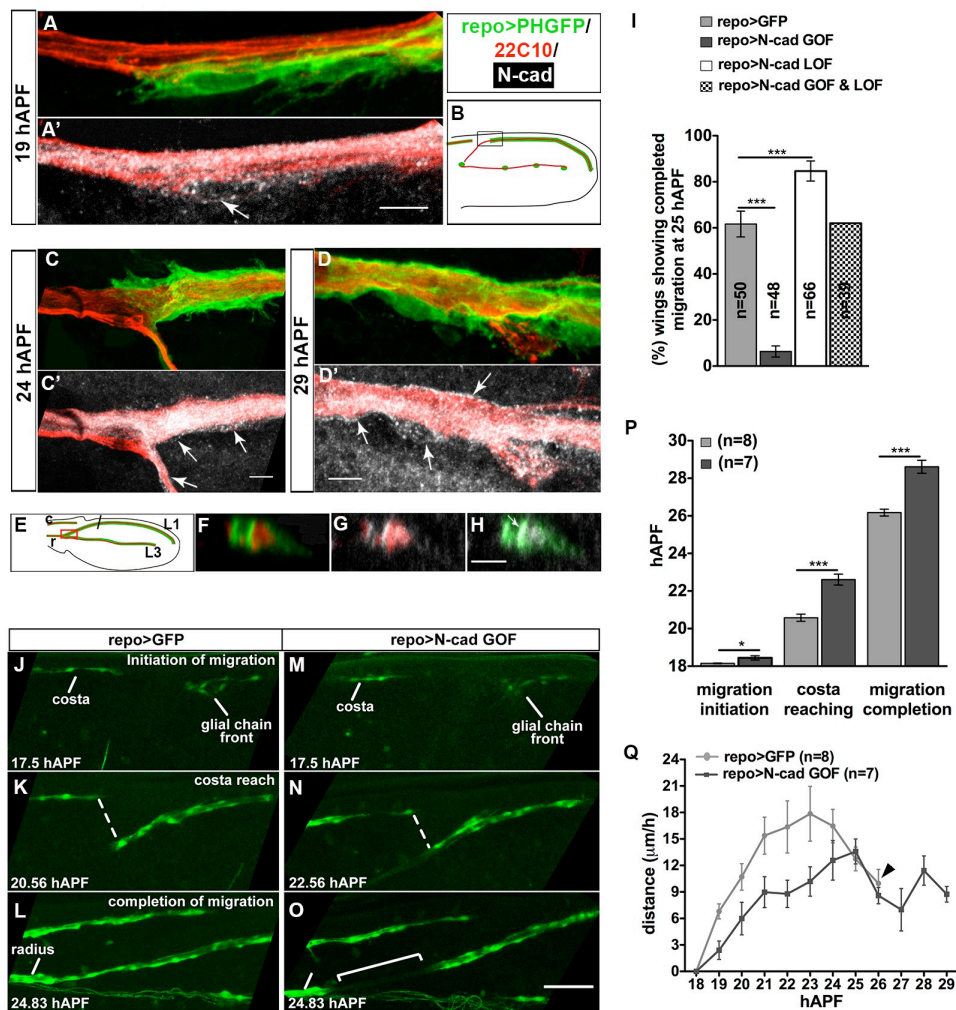 A
19 hAPF
A'
repo>PHGFP/
22C10/
N-cad
B
C
24 hAPF
C'
D
29 hAPF
D'
E
c
r
L1
L3
F
G
H
I
repo>GFP
repo>N-cad GOF
repo>N-cad LOF
repo>N-cad GOF & LOF
(%) wings showing completed
migration at 25 hAPF
100
80
60
40
20
0
***
***
n=50
n=48
n=66
n=39
repo>GFP
repo>N-cad GOF
J
Initiation of migration
costa
glial chain
front
17.5 hAPF
M
costa
glial chain
front
17.5 hAPF
K
costa reach
20.56 hAPF
N
22.56 hAPF
L
completion of migration
radius
24.83 hAPF
O
24.83 hAPF
P
(n=8)
(n=7)
hAPF
30
28
26
24
22
20
18
*
***
***
migration
initiation
costa
reaching
migration
completion
Q
repo>GFP (n=8)
repo>N-cad GOF (n=7)
distance (µm/h)
24
21
18
15
12
9
6
3
0
18 19 20 21 22 23 24 25 26 27 28 29
hAPF